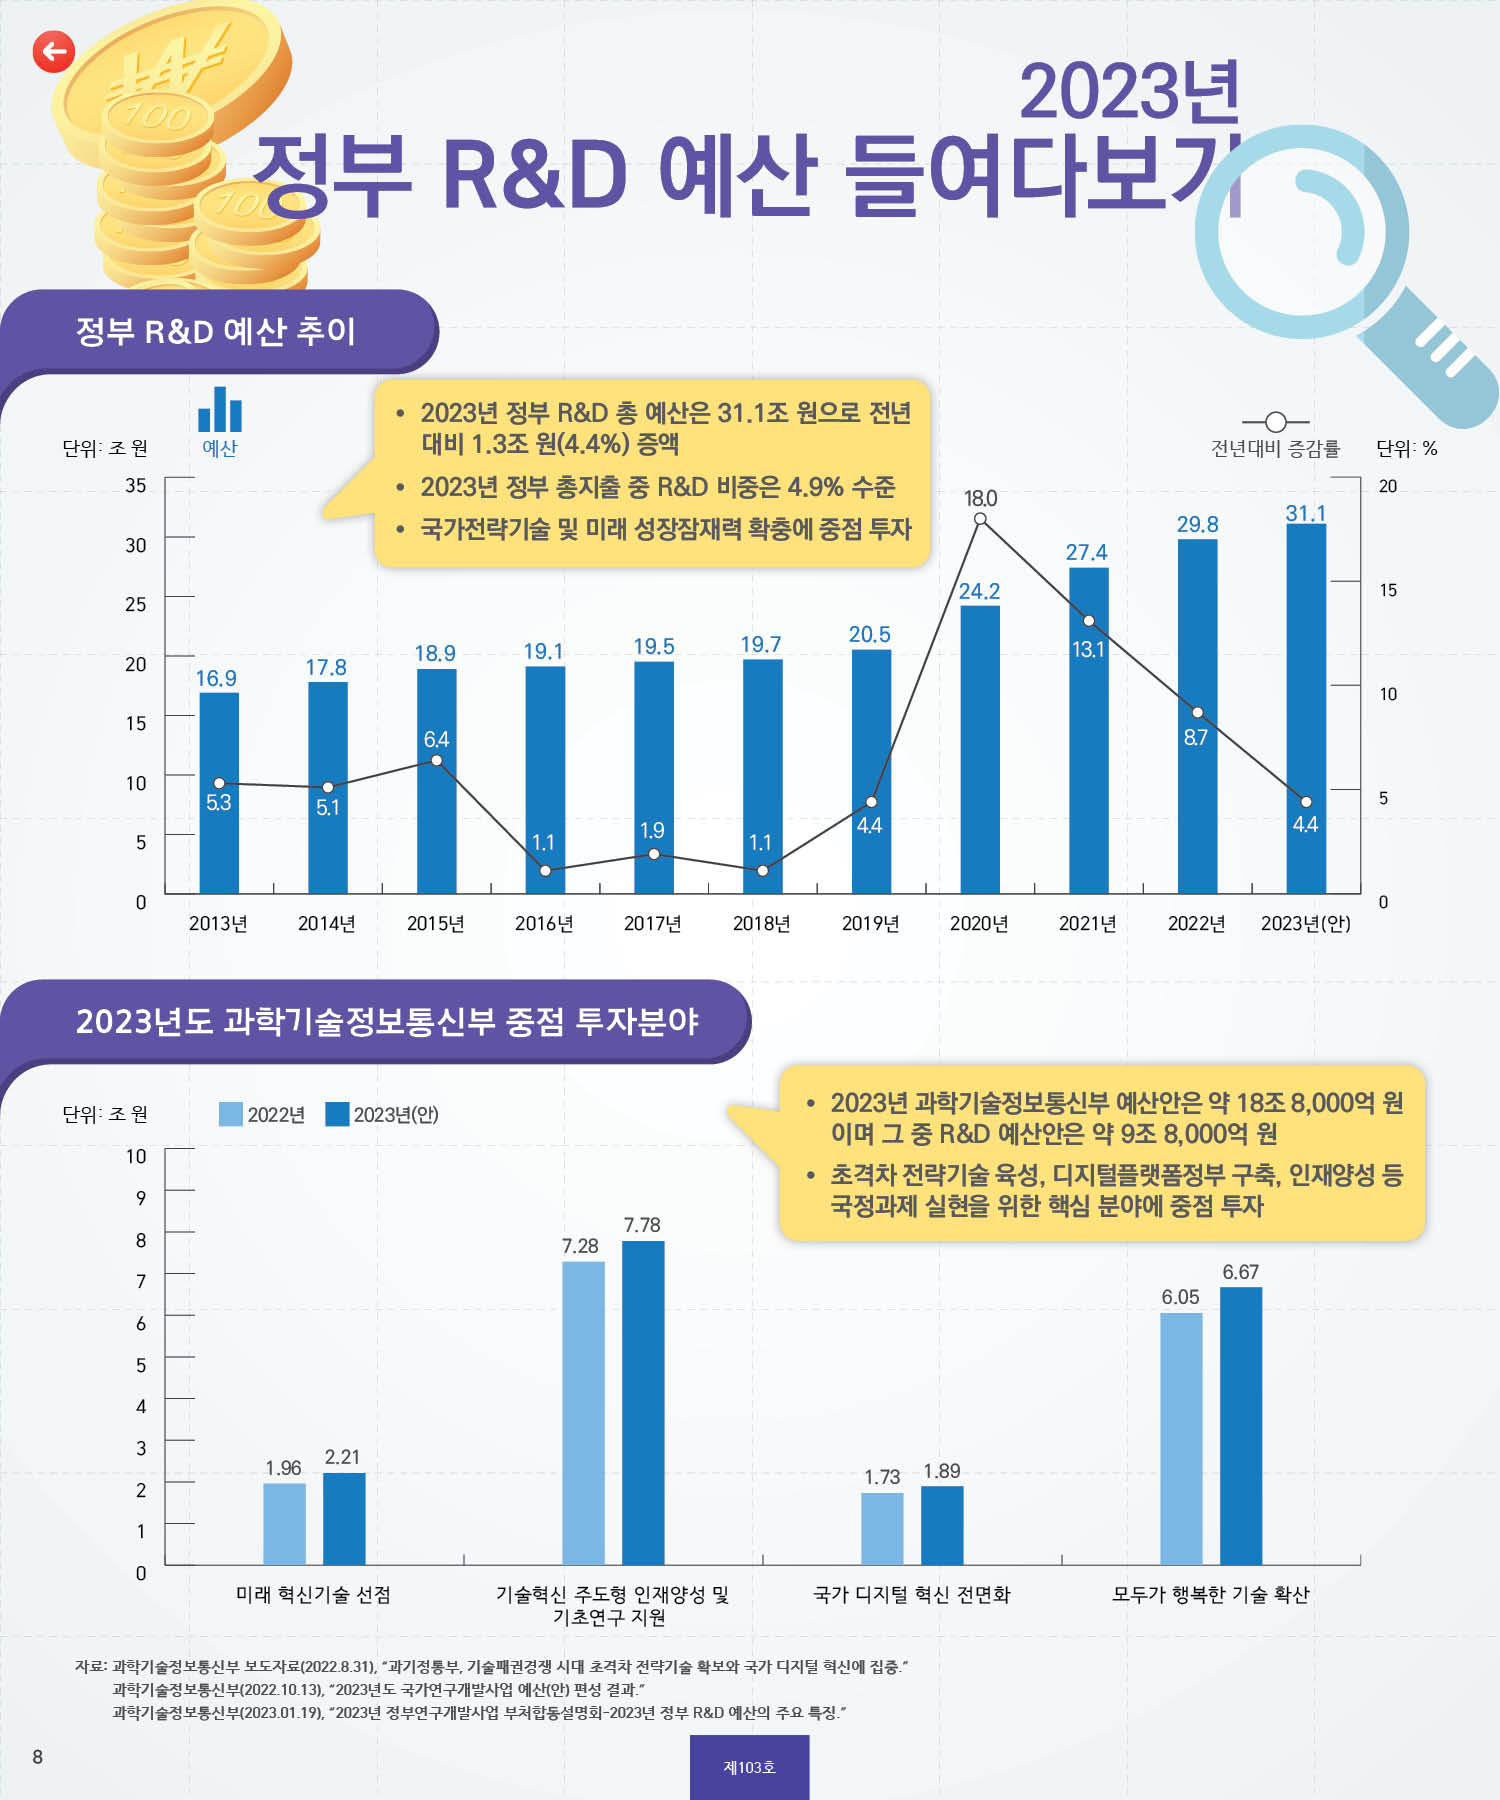 2023년
정부 R&D 예산 들여다보기
100
100
정부 R&D 예산 추이
예산
단위: 조 원
• 2023년 정부 R&D 총 예산은 31.1조 원으로 전년
대비 1.3조 원(4.4%) 증액
• 2023년 정부 총지출 중 R&D 비중은 4.9% 수준
• 국가전략기술 및 미래 성장잠재력 확충에 중점 투자
전년대비 증감률
단위: %
35
30
25
20
15
10
5
0
20
15
10
5
0
16.9
17.8
18.9
19.1
19.5
19.7
20.5
24.2
27.4
29.8
31.1
5.3
5.1
6.4
1.1
1.9
1.1
4.4
18.0
13.1
8.7
4.4
2013년
2014년
2015년
2016년
2017년
2018년
2019년
2020년
2021년
2022년
2023년(안)
2023년도 과학기술정보통신부 중점 투자분야
단위: 조 원
2022년
2023년(안)
• 2023년 과학기술정보통신부 예산안은 약 18조 8,000억 원
이며 그 중 R&D 예산안은 약 9조 8,000억 원
• 초격차 전략기술 육성, 디지털플랫폼정부 구축, 인재양성 등
국정과제 실현을 위한 핵심 분야에 중점 투자
10
9
8
7
6
5
4
3
2
1
0
1.96
2.21
7.28
7.78
1.73
1.89
6.05
6.67
미래 혁신기술 선점
기술혁신 주도형 인재양성 및
기초연구 지원
국가 디지털 혁신 전면화
모두가 행복한 기술 확산
자료: 과학기술정보통신부 보도자료(2022.8.31), “과기정통부, 기술패권경쟁 시대 초격차 전략기술 확보와 국가 디지털 혁신에 집중.”
과학기술정보통신부(2022.10.13), “2023년도 국가연구개발사업 예산(안) 편성 결과.”
과학기술정보통신부(2023.01.19), “2023년 정부연구개발사업 부처합동설명회-2023년 정부 R&D 예산의 주요 특징.”
8
제103호